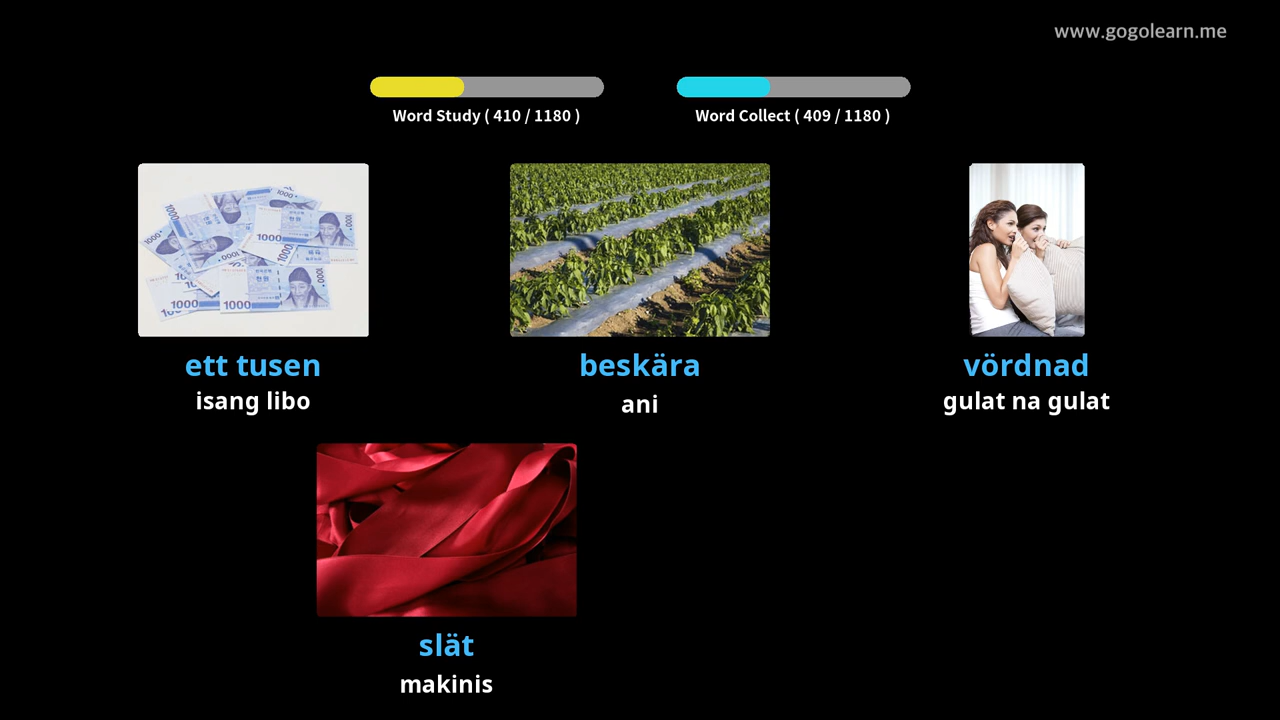 www.gogolearn.me
Word Study ( 410 / 1180 )
Word Collect ( 409 / 1180 )
ett tusen
isang libo
beskära
ani
vördnad
gulat na gulat
slät
makinis